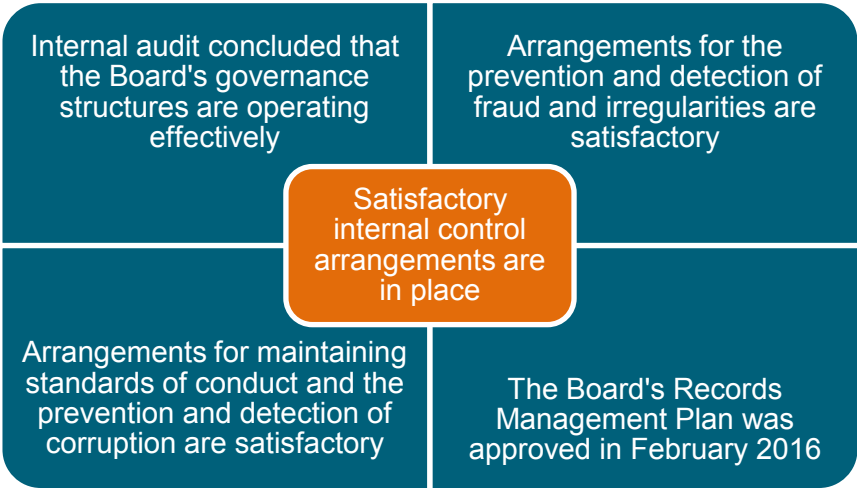 Internal audit concluded that
the Board's governance
structures are operating
effectively
Arrangements for the
prevention and detection of
fraud and irregularities are
satisfactory
Satisfactory
internal control
arrangements are
in place
Arrangements for maintaining
standards of conduct and the
prevention and detection of
corruption are satisfactory
The Board's Records
Management Plan was
approved in February 2016